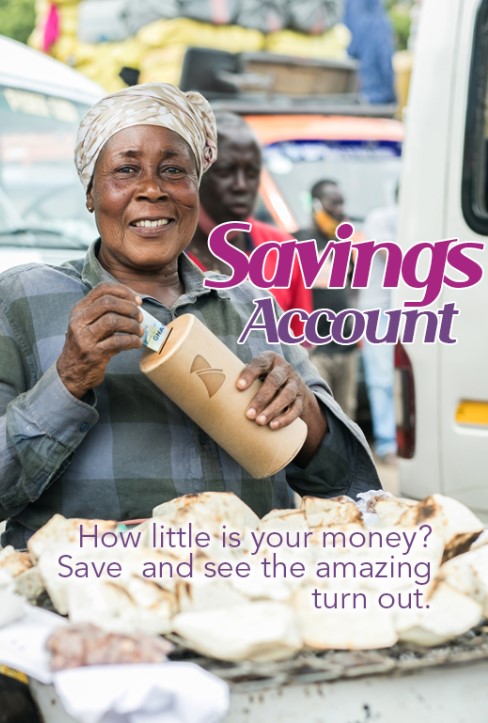 Savings
Account
How little is your money?
Save and see the amazing
turn out.